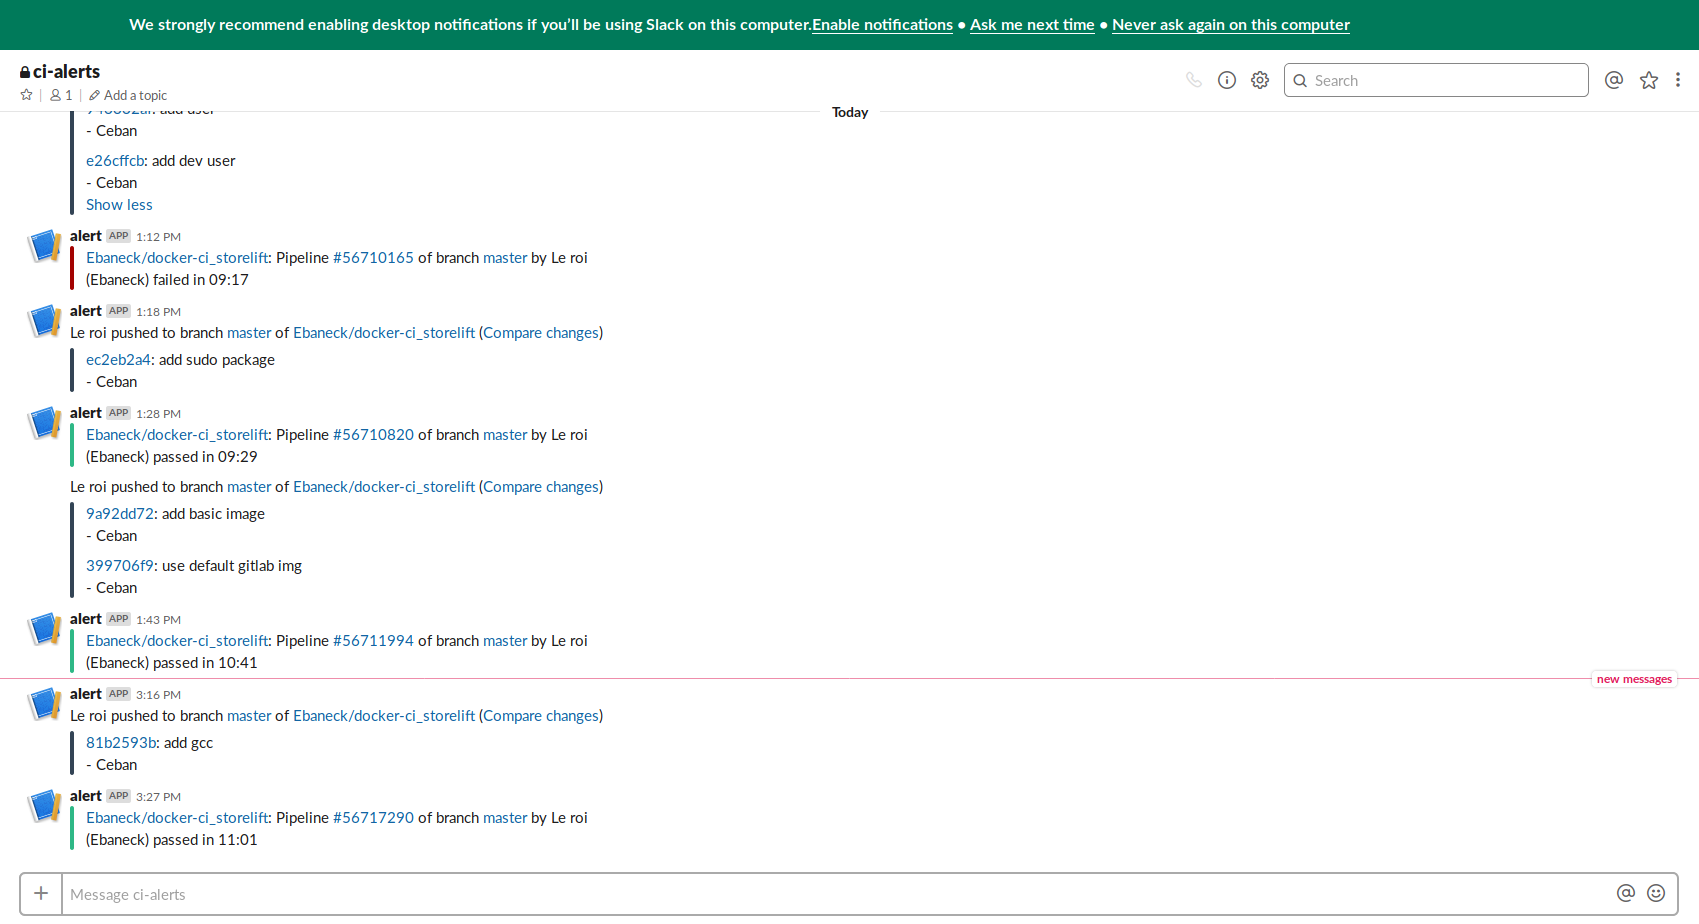 We strongly recommend enabling desktop notifications if you’ll be using Slack on this computer.Enable notifications • Ask me next time • Never ask again on this computer
ci-alerts
1 | Add a topic
Search
Today
: add user
- Ceban
e26cffcb: add dev user
- Ceban
Show less
alert APP 1:12 PM
Ebaneck/docker-ci_storelift: Pipeline #56710165 of branch master by Le roi
(Ebaneck) failed in 09:17
alert APP 1:18 PM
Le roi pushed to branch master of Ebaneck/docker-ci_storelift (Compare changes)
ec2eb2a4: add sudo package
- Ceban
alert APP 1:28 PM
Ebaneck/docker-ci_storelift: Pipeline #56710820 of branch master by Le roi
(Ebaneck) passed in 09:29
Le roi pushed to branch master of Ebaneck/docker-ci_storelift (Compare changes)
9a92dd72: add basic image
- Ceban
399706f9: use default gitlab img
- Ceban
alert APP 1:43 PM
Ebaneck/docker-ci_storelift: Pipeline #56711994 of branch master by Le roi
(Ebaneck) passed in 10:41
new messages
alert APP 3:16 PM
Le roi pushed to branch master of Ebaneck/docker-ci_storelift (Compare changes)
81b2593b: add gcc
- Ceban
alert APP 3:27 PM
Ebaneck/docker-ci_storelift: Pipeline #56717290 of branch master by Le roi
(Ebaneck) passed in 11:01
Message ci-alerts